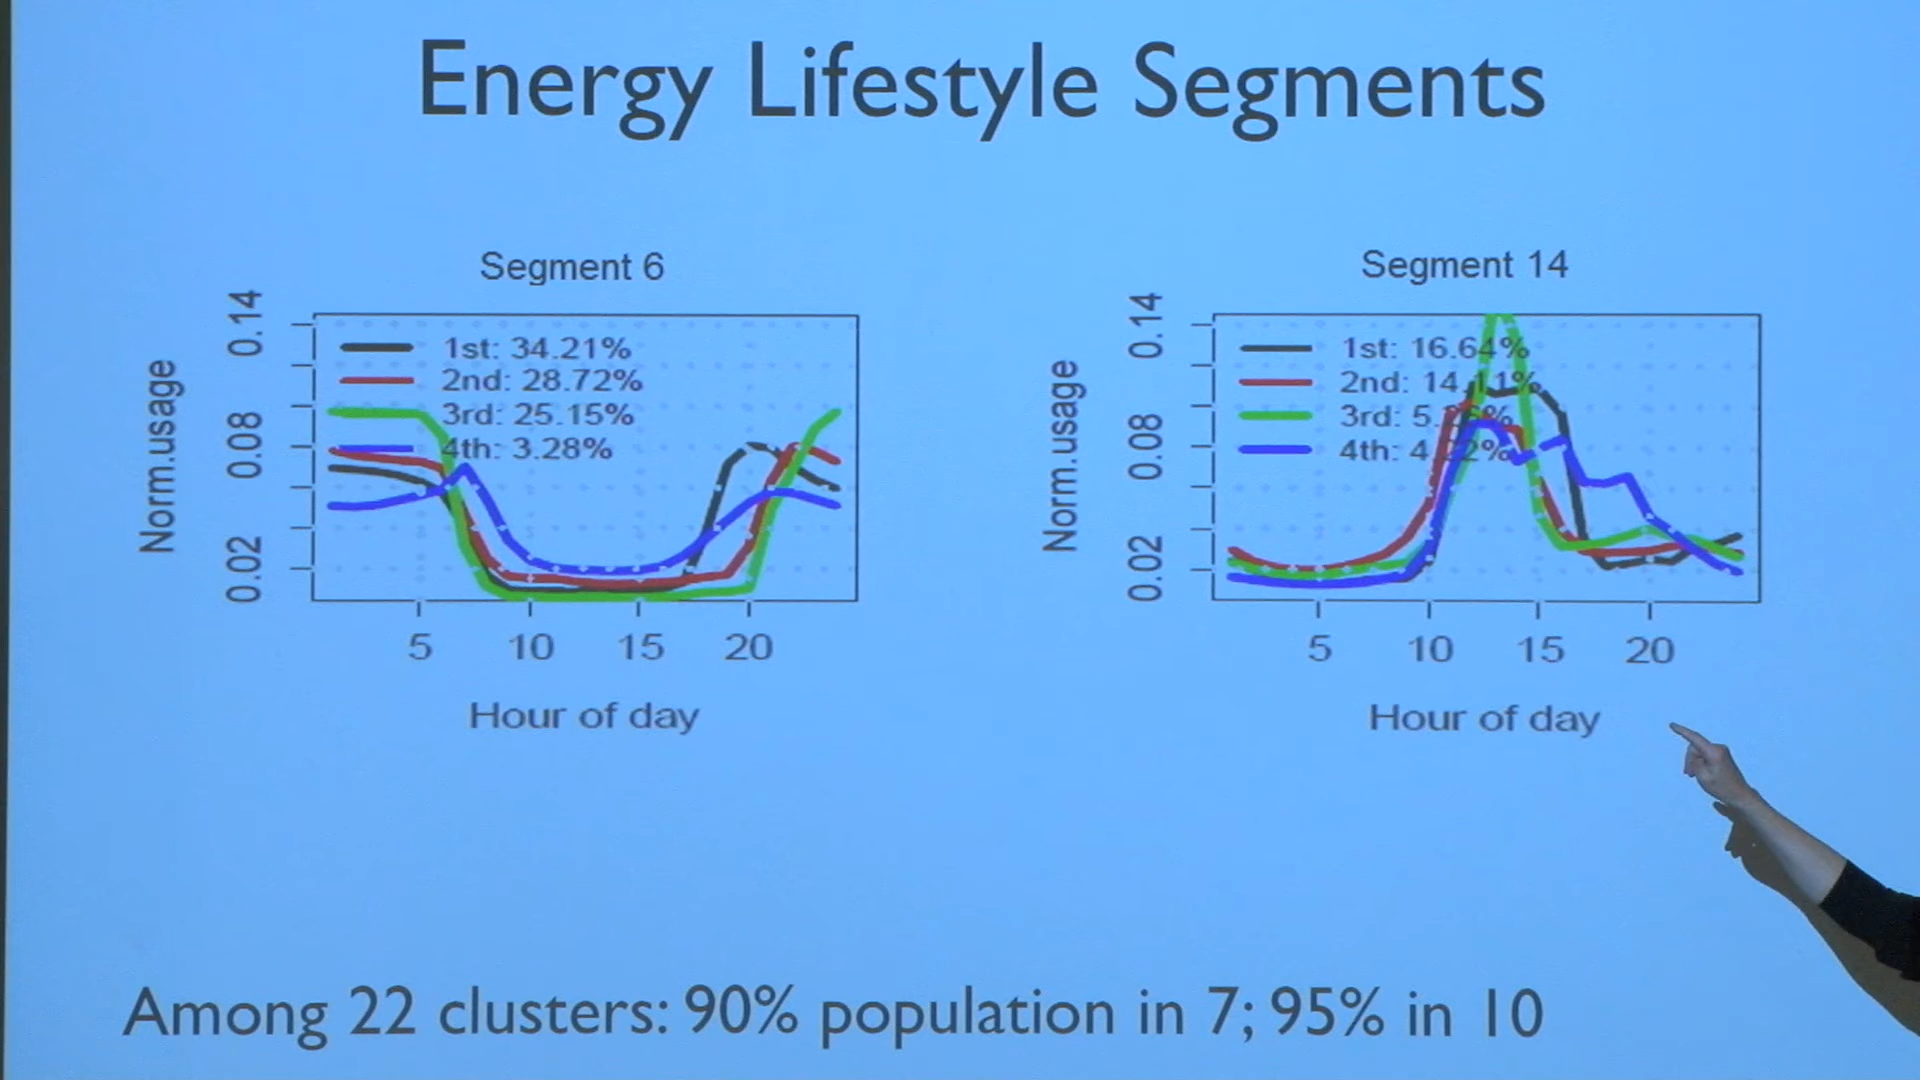 Energy Lifestyle Segments
Segment 6
Norm.usage
0.14
0.08
0.02
1st: 34.21%
2nd: 28.72%
3rd: 25.15%
4th: 3.28%
5 10 15 20
Hour of day
Segment 14
Norm.usage
0.14
0.08
0.02
1st: 16.64%
2nd: 14.11%
3rd:
4th:
5 10 15 20
Hour of day
Among 22 clusters: 90% population in 7; 95% in 10